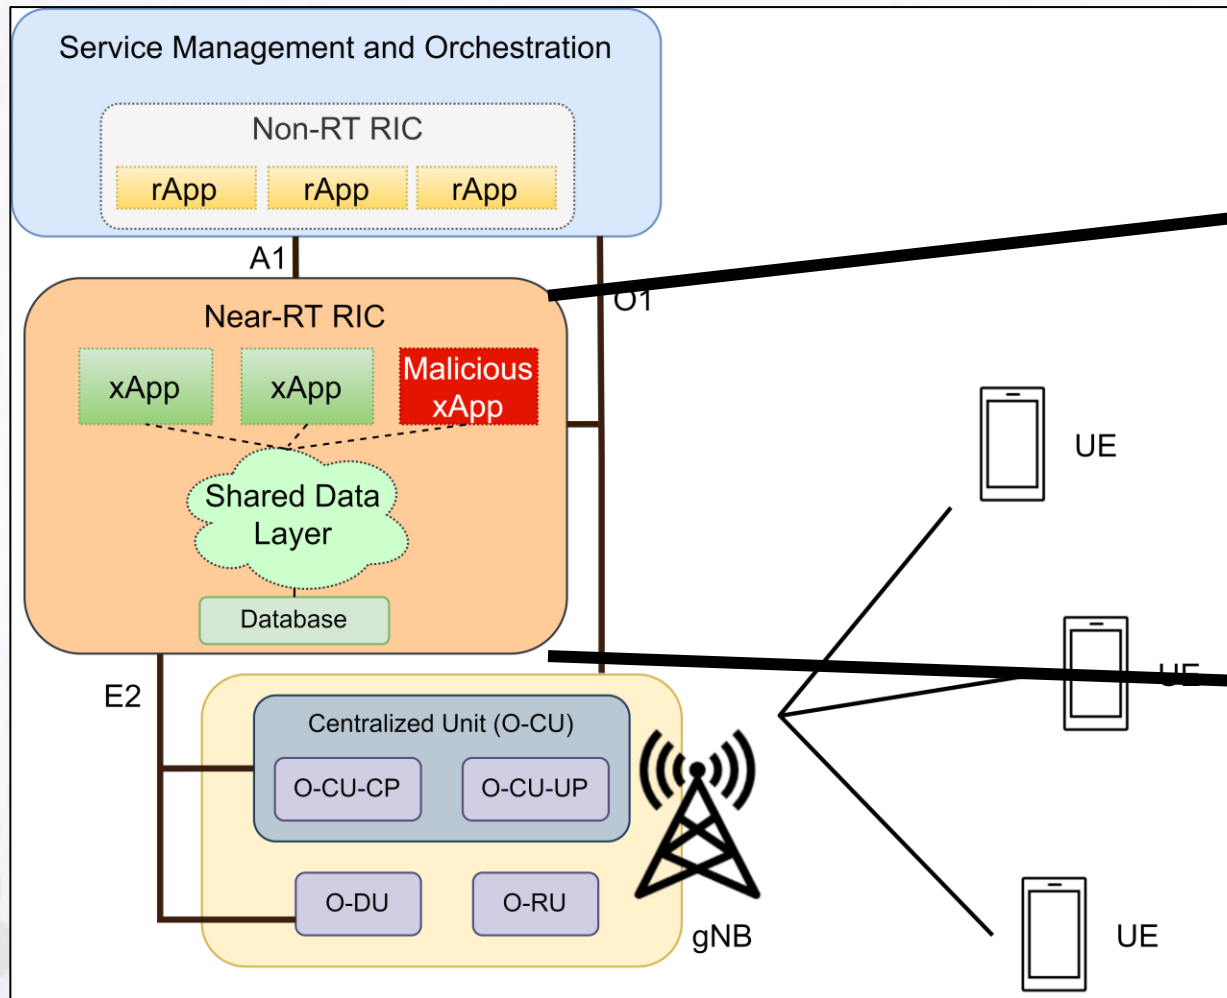 Service Management and Orchestration
Non-RT RIC
rApp
rApp
rApp
A1
O1
Near-RT RIC
xApp
xApp
Malicious
xApp
Shared Data
Layer
Database
E2
Centralized Unit (O-CU)
O-CU-CP
O-CU-UP
O-DU
O-RU
gNB
UE
UE
UE